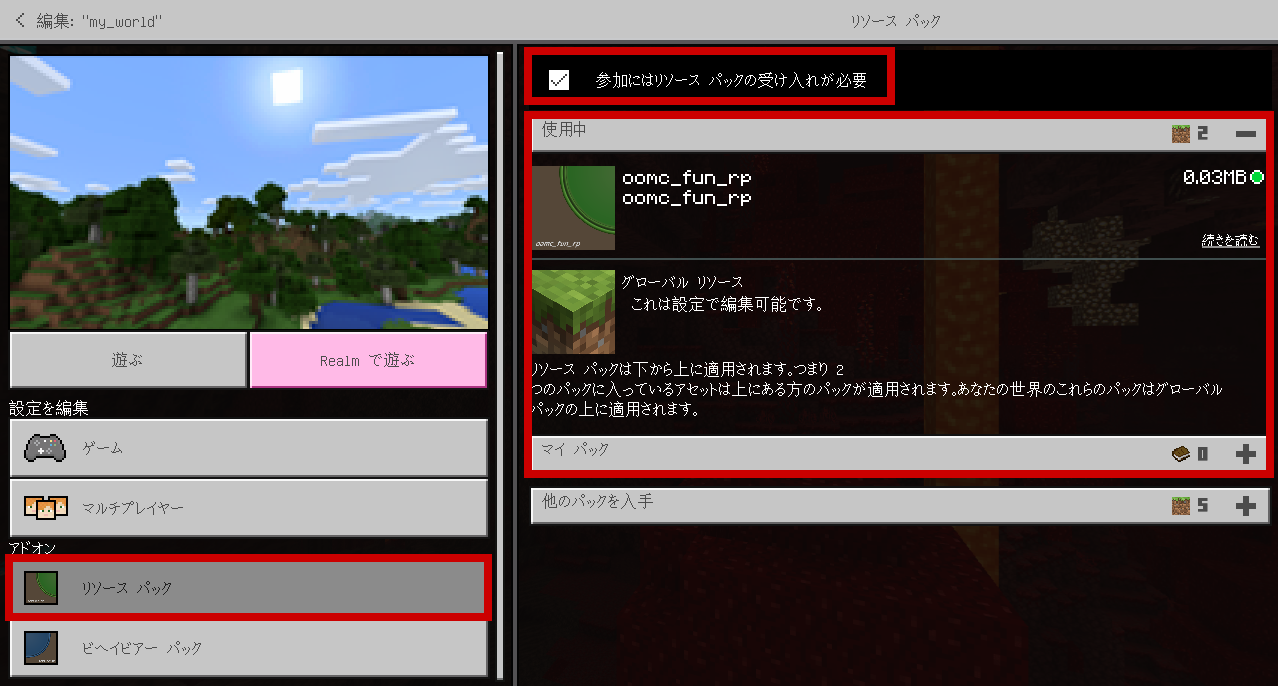 編集: "my_world"
リソース パック
遊ぶ
Realm で遊ぶ
設定を編集
ゲーム
マルチプレイヤー
アドオン
リソース パック
ビヘイビアー パック
参加にはリソース パックの受け入れが必要
使用中
2
oomc_fun_rp
oomc_fun_rp
0.03MB
oomc_fun_rp
続きを読む
グローバル リソース
これは設定で編集可能です。
リソース パックは下から上に適用されます。つまり 2
つのパックに入っているアセットは上にある方のパックが適用されます。あなたの世界のこれらのパックはグローバル
パックの上に適用されます。
マイ パック
0
他のパックを入手
5